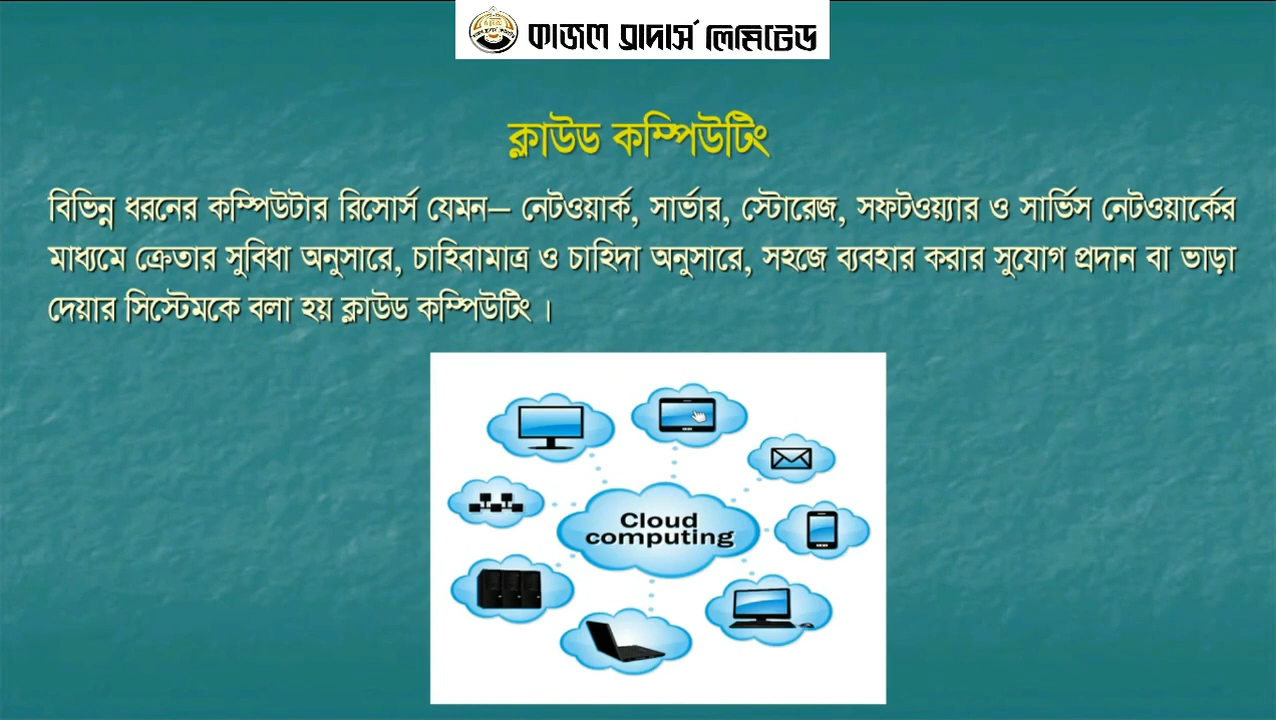 কাজল ব্রাদার্স লিমিটেড
ক্লাউড কম্পিউটিং
বিভিন্ন ধরনের কম্পিউটার রিসোর্স যেমন– নেটওয়ার্ক, সার্ভার, স্টোরেজ, সফটওয়্যার ও সার্ভিস নেটওয়ার্কের
মাধ্যমে ক্রেতার সুবিধা অনুসারে, চাহিবামাত্র ও চাহিদা অনুসারে, সহজে ব্যবহার করার সুযোগ প্রদান বা ভাড়া
দেয়ার সিস্টেমকে বলা হয় ক্লাউড কম্পিউটিং ।
Cloud
computing